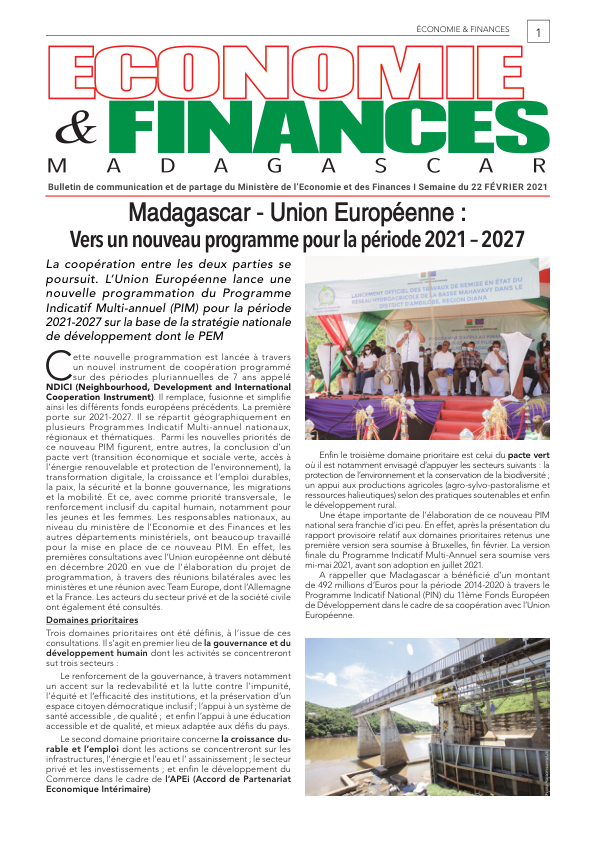 ÉCONOMIE & FINANCES
1
ECONOMIE
& FINANCES
MADAGASCAR
Bulletin de communication et de partage du Ministère de l'Economie et des Finances I Semaine du 22 FÉVRIER 2021
Madagascar - Union Européenne :
Vers un nouveau programme pour la période 2021 – 2027
La coopération entre les deux parties se
poursuit. L'Union Européenne lance une
nouvelle programmation du Programme
Indicatif Multi-annuel (PIM) pour la période
2021-2027 sur la base de la stratégie nationale
de développement dont le PEM
Cette nouvelle programmation est lancée à travers
un nouvel instrument de coopération programmé
sur des périodes pluriannuelles de 7 ans appelé
NDICI (Neighbourhood, Development and International
Cooperation Instrument). Il remplace, fusionne et simplifie
ainsi les différents fonds européens précédents. La première
porte sur 2021-2027. Il se répartit géographiquement en
plusieurs Programmes Indicatif Multi-annuel nationaux,
régionaux et thématiques. Parmi les nouvelles priorités de
ce nouveau PIM figurent, entre autres, la conclusion d'un
pacte vert (transition économique et sociale verte, accès à
l'énergie renouvelable et protection de l'environnement), la
transformation digitale, la croissance et l'emploi durables,
la paix, la sécurité et la bonne gouvernance, les migrations
et la mobilité. Et ce, avec comme priorité transversale, le
renforcement inclusif du capital humain, notamment pour
les jeunes et les femmes. Les responsables nationaux, au
niveau du ministère de l'Economie et des Finances et les
autres départements ministériels, ont beaucoup travaillé
pour la mise en place de ce nouveau PIM. En effet, les
premières consultations avec l'Union européenne ont débuté
en décembre 2020 en vue de l'élaboration du projet de
programmation, à travers des réunions bilatérales avec les
ministères et une réunion avec Team Europe, dont l'Allemagne
et la France. Les acteurs du secteur privé et de la société civile
ont également été consultés.
Domaines prioritaires
Trois domaines prioritaires ont été définis, à l'issue de ces
consultations. Il s'agit en premier lieu de la gouvernance et du
développement humain dont les activités se concentreront
sut trois secteurs :
Le renforcement de la gouvernance, à travers notamment
un accent sur la redevabilité et la lutte contre l'impunité,
l'équité et l'efficacité des institutions, et la préservation d'un
espace citoyen démocratique inclusif ; l'appui à un système de
santé accessible , de qualité ; et enfin l'appui à une éducation
accessible et de qualité, et mieux adaptée aux défis du pays.
Le second domaine prioritaire concerne la croissance du-
rable et l'emploi dont les actions se concentreront sur les
infrastructures, l'énergie et l'eau et l' assainissement ; le secteur
privé et les investissements ; et enfin le développement du
Commerce dans le cadre de l'APEi (Accord de Partenariat
Economique Intérimaire)
LANCEMENT OFFICIEL DES TRAVAUX DE REMISE EN ÉTAT DU
RÉSEAU HYDROAGRICOLE DE LA BASSE MAHAVAVY DANS LE
DISTRICT D'AMBILOBE, REGION DIANA
Enfin le troisième domaine prioritaire est celui du pacte vert
où il est notamment envisagé d'appuyer les secteurs suivants : la
protection de l'environnement et la conservation de la biodiversité ;
un appui aux productions agricoles (agro-sylvo-pastoralisme et
ressources halieutiques) selon des pratiques soutenables et enfin
le développement rural.
Une étape importante de l'élaboration de ce nouveau PIM
national sera franchie d'ici peu. En effet, après la présentation du
rapport provisoire relatif aux domaines prioritaires retenus une
première version sera soumise à Bruxelles, fin février. La version
finale du Programme Indicatif Multi-Annuel sera soumise vers
mi-mai 2021, avant son adoption en juillet 2021.
A rappeller que Madagascar a bénéficié d'un montant
de 492 millions d'Euros pour la période 2014-2020 à travers le
Programme Indicatif National (PIN) du 11ème Fonds Européen
de Développement dans le cadre de sa coopération avec l'Union
Européenne.